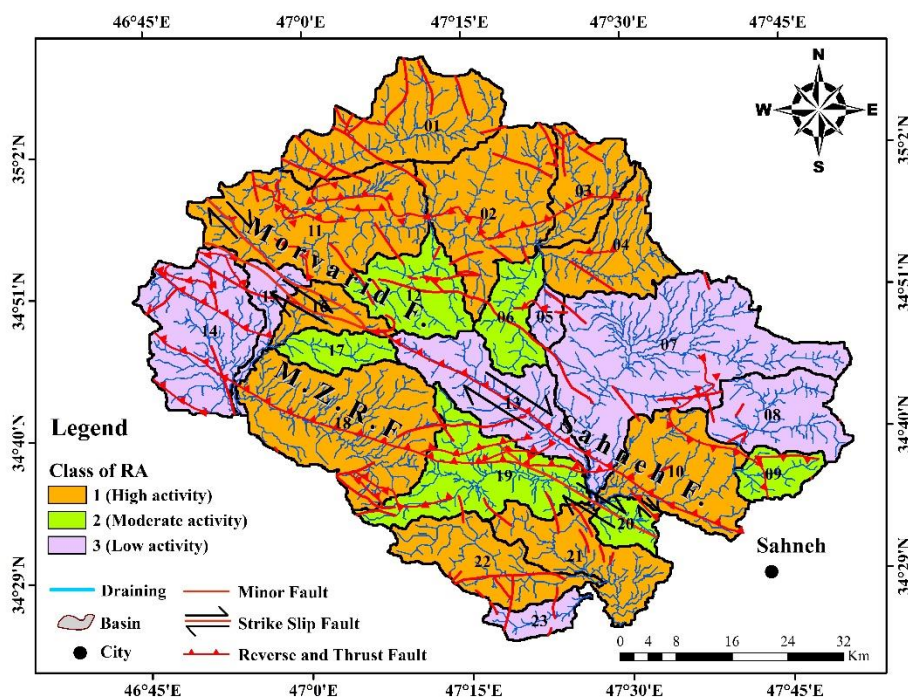 46°45'E 47°0'E 47°15'E 47°30'E 47°45'E
N
W E
S
35°2'N 35°2'N
34°51'N 34°51'N
34°40'N 34°40'N
34°29'N 34°29'N
01
02
03
04
11
Morvarid F.
05
06
07
08
09
10
13
14
15
16
17
M.Z.R.F.
18
Sahneh F.
19
20
21
22
23
Sahneh
Legend
Class of RA
1 (High activity)
2 (Moderate activity)
3 (Low activity)
Draining
Basin
City
Minor Fault
Strike Slip Fault
Reverse and Thrust Fault
0 4 8 16 24 32
Km
46°45'E 47°0'E 47°15'E 47°30'E 47°45'E